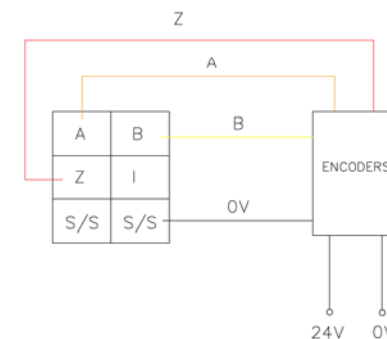 Z
A
A B B
Z I ENCODERS
S/S S/S 0V
24V 0V